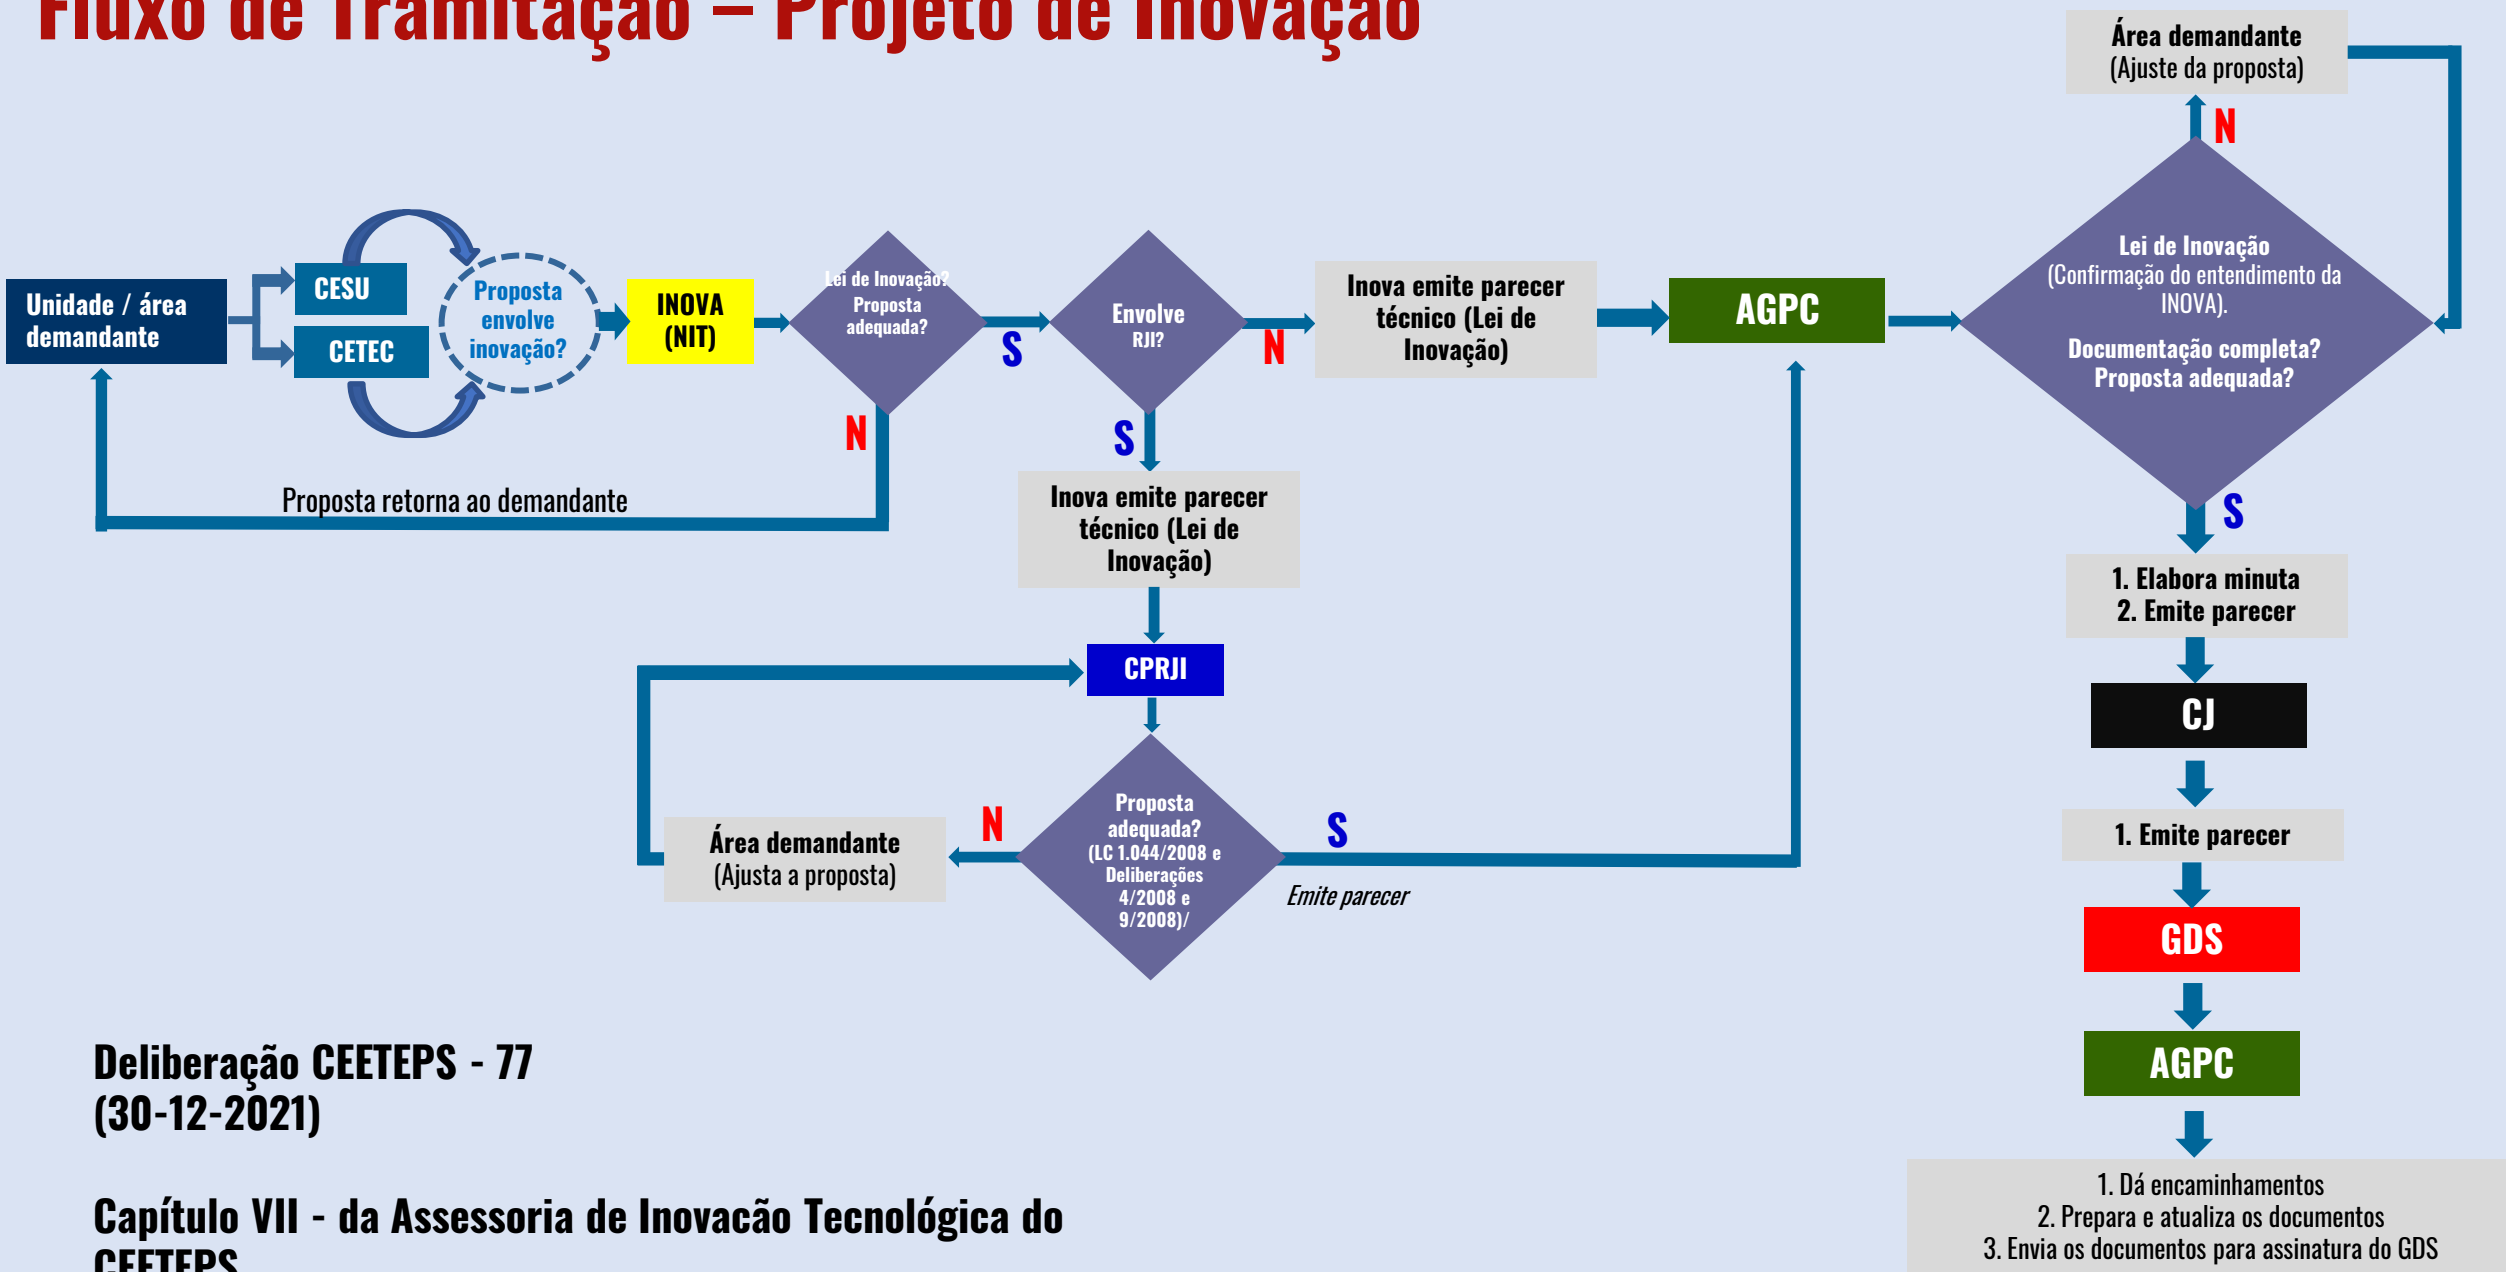 Fluxo de Tramitação – Projeto de Inovação
Área demandante
(Ajuste da proposta)
N
Unidade / área
demandante
CESU
CETEC
Proposta
envolve
inovação?
INOVA
(NIT)
Lei de Inovação?
Proposta
adequada?
S
N
Proposta retorna ao demandante
Envolve
RJI?
N
S
Inova emite parecer
técnico (Lei de
Inovação)
AGPC
Lei de Inovação
(Confirmação do entendimento da
INOVA).
Documentação completa?
Proposta adequada?
S
Inova emite parecer
técnico (Lei de
Inovação)
CPRJI
Proposta
adequada?
(LC 1.044/2008 e
Deliberações
4/2008 e
9/2008)/
N
Área demandante
(Ajusta a proposta)
S
Emite parecer
1. Elabora minuta
2. Emite parecer
CJ
1. Emite parecer
GDS
AGPC
1. Dá encaminhamentos
2. Prepara e atualiza os documentos
3. Envia os documentos para assinatura do GDS
Deliberação CEETEPS - 77
(30-12-2021)
Capítulo VII - da Assessoria de Inovacão Tecnológica do
CEETEPS